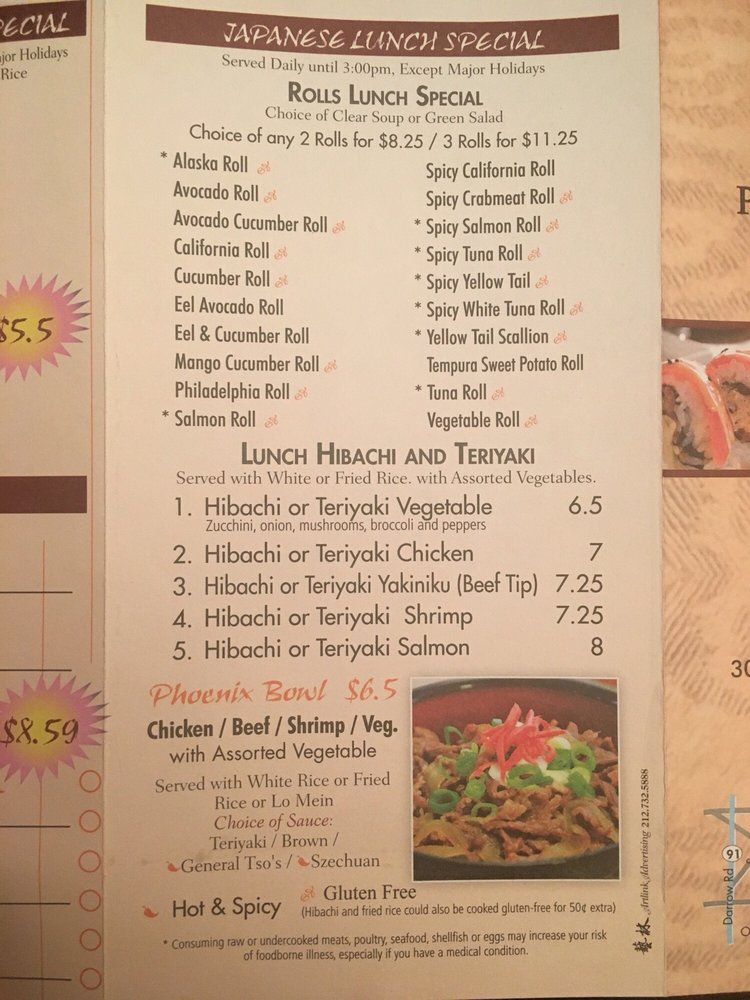 PECIAL
jor Holidays
Rice
$5.5
$8.59
JAPANESE LUNCH SPECIAL
Served Daily until 3:00pm, Except Major Holidays
ROLLS LUNCH SPECIAL
Choice of Clear Soup or Green Salad
Choice of any 2 Rolls for $8.25 / 3 Rolls for $11.25
* Alaska Roll
Avocado Roll
Avocado Cucumber Roll
California Roll
Cucumber Roll
Eel Avocado Roll
Eel & Cucumber Roll
Mango Cucumber Roll
Philadelphia Roll
* Salmon Roll
Spicy California Roll
Spicy Crabmeat Roll
* Spicy Salmon Roll
* Spicy Tuna Roll
* Spicy Yellow Tail
* Spicy White Tuna Roll
* Yellow Tail Scallion
Tempura Sweet Potato Roll
* Tuna Roll
Vegetable Roll
LUNCH HIBACHI AND TERIYAKI
Served with White or Fried Rice. with Assorted Vegetables.
1. Hibachi or Teriyaki Vegetable 6.5
Zucchini, onion, mushrooms, broccoli and peppers
2. Hibachi or Teriyaki Chicken 7
3. Hibachi or Teriyaki Yakiniku (Beef Tip) 7.25
4. Hibachi or Teriyaki Shrimp 7.25
5. Hibachi or Teriyaki Salmon 8
Phoenix Bowl $6.5
Chicken / Beef / Shrimp / Veg.
with Assorted Vegetable
Served with White Rice or Fried
Rice or Lo Mein
Choice of Sauce:
Teriyaki / Brown /
General Tso's / Szechuan
Hot & Spicy
Gluten Free
(Hibachi and fried rice could also be cooked gluten-free for 50¢ extra)
* Consuming raw or undercooked meats, poultry, seafood, shellfish or eggs may increase your risk
of foodborne illness, especially if you have a medical condition.
藝林 Artlink Advertising 212.732.5888
P
30
91
Darrow Rd